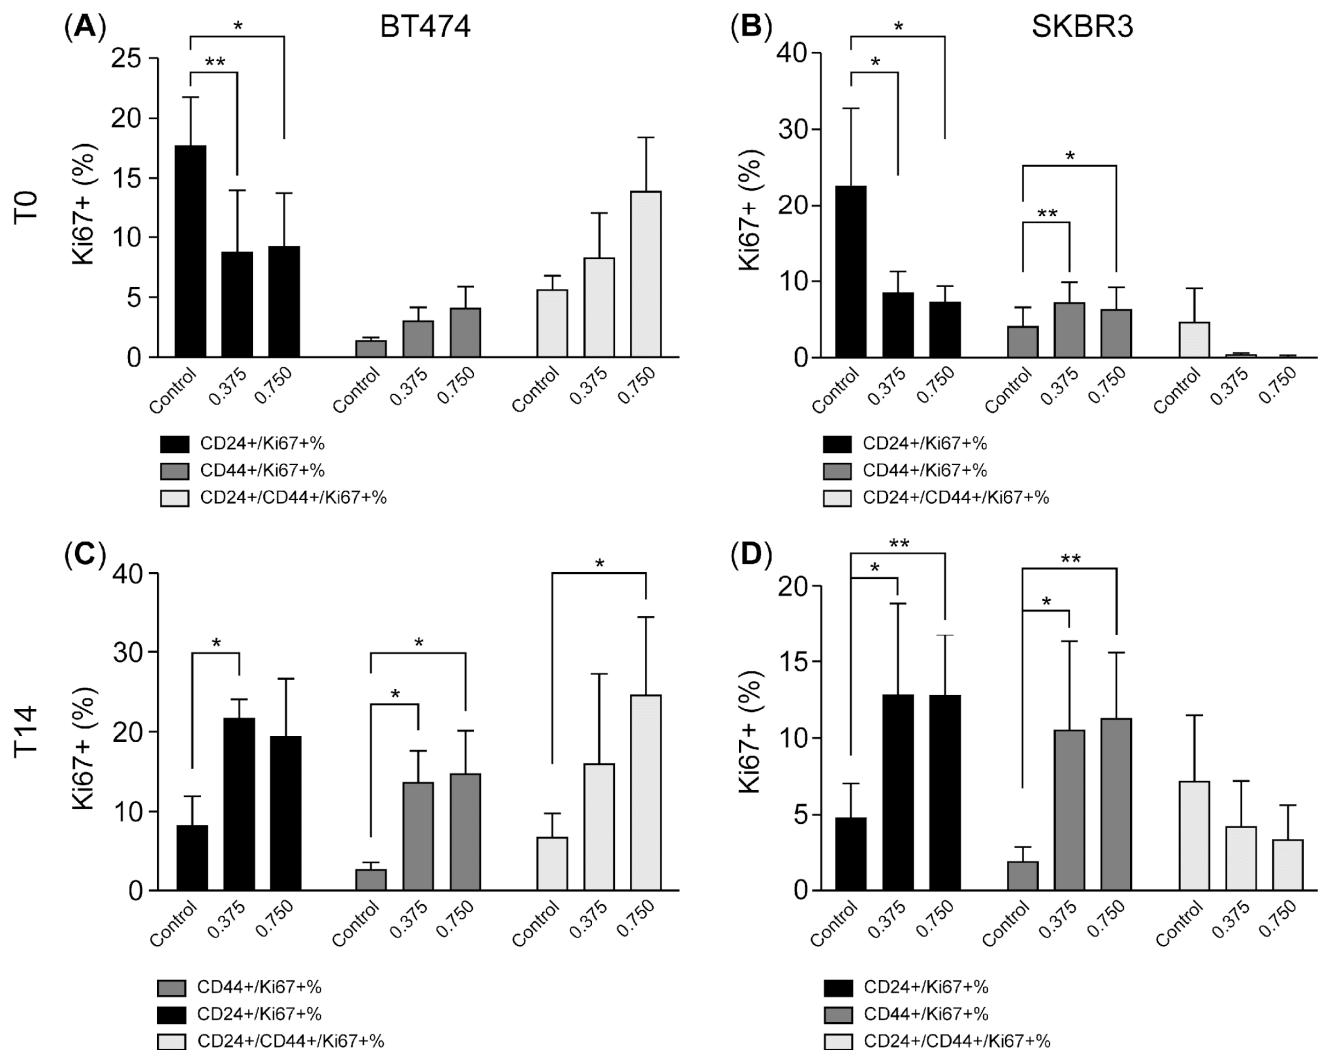 (A) BT474
*
**
25
20
15
10
5
0
Ki67+ (%)
T0
Control 0.375 0.750 Control 0.375 0.750 Control 0.375 0.750
CD24+/Ki67+%
CD44+/Ki67+%
CD24+/CD44+/Ki67+%
(B) SKBR3
*
*
*
**
40
30
20
10
0
Ki67+ (%)
Control 0.375 0.750 Control 0.375 0.750 Control 0.375 0.750
CD24+/Ki67+%
CD44+/Ki67+%
CD24+/CD44+/Ki67+%
(C)
*
*
*
*
40
30
20
10
0
Ki67+ (%)
T14
Control 0.375 0.750 Control 0.375 0.750 Control 0.375 0.750
CD44+/Ki67+%
CD24+/Ki67+%
CD24+/CD44+/Ki67+%
(D)
**
*
**
*
20
15
10
5
0
Ki67+ (%)
Control 0.375 0.750 Control 0.375 0.750 Control 0.375 0.750
CD24+/Ki67+%
CD44+/Ki67+%
CD24+/CD44+/Ki67+%